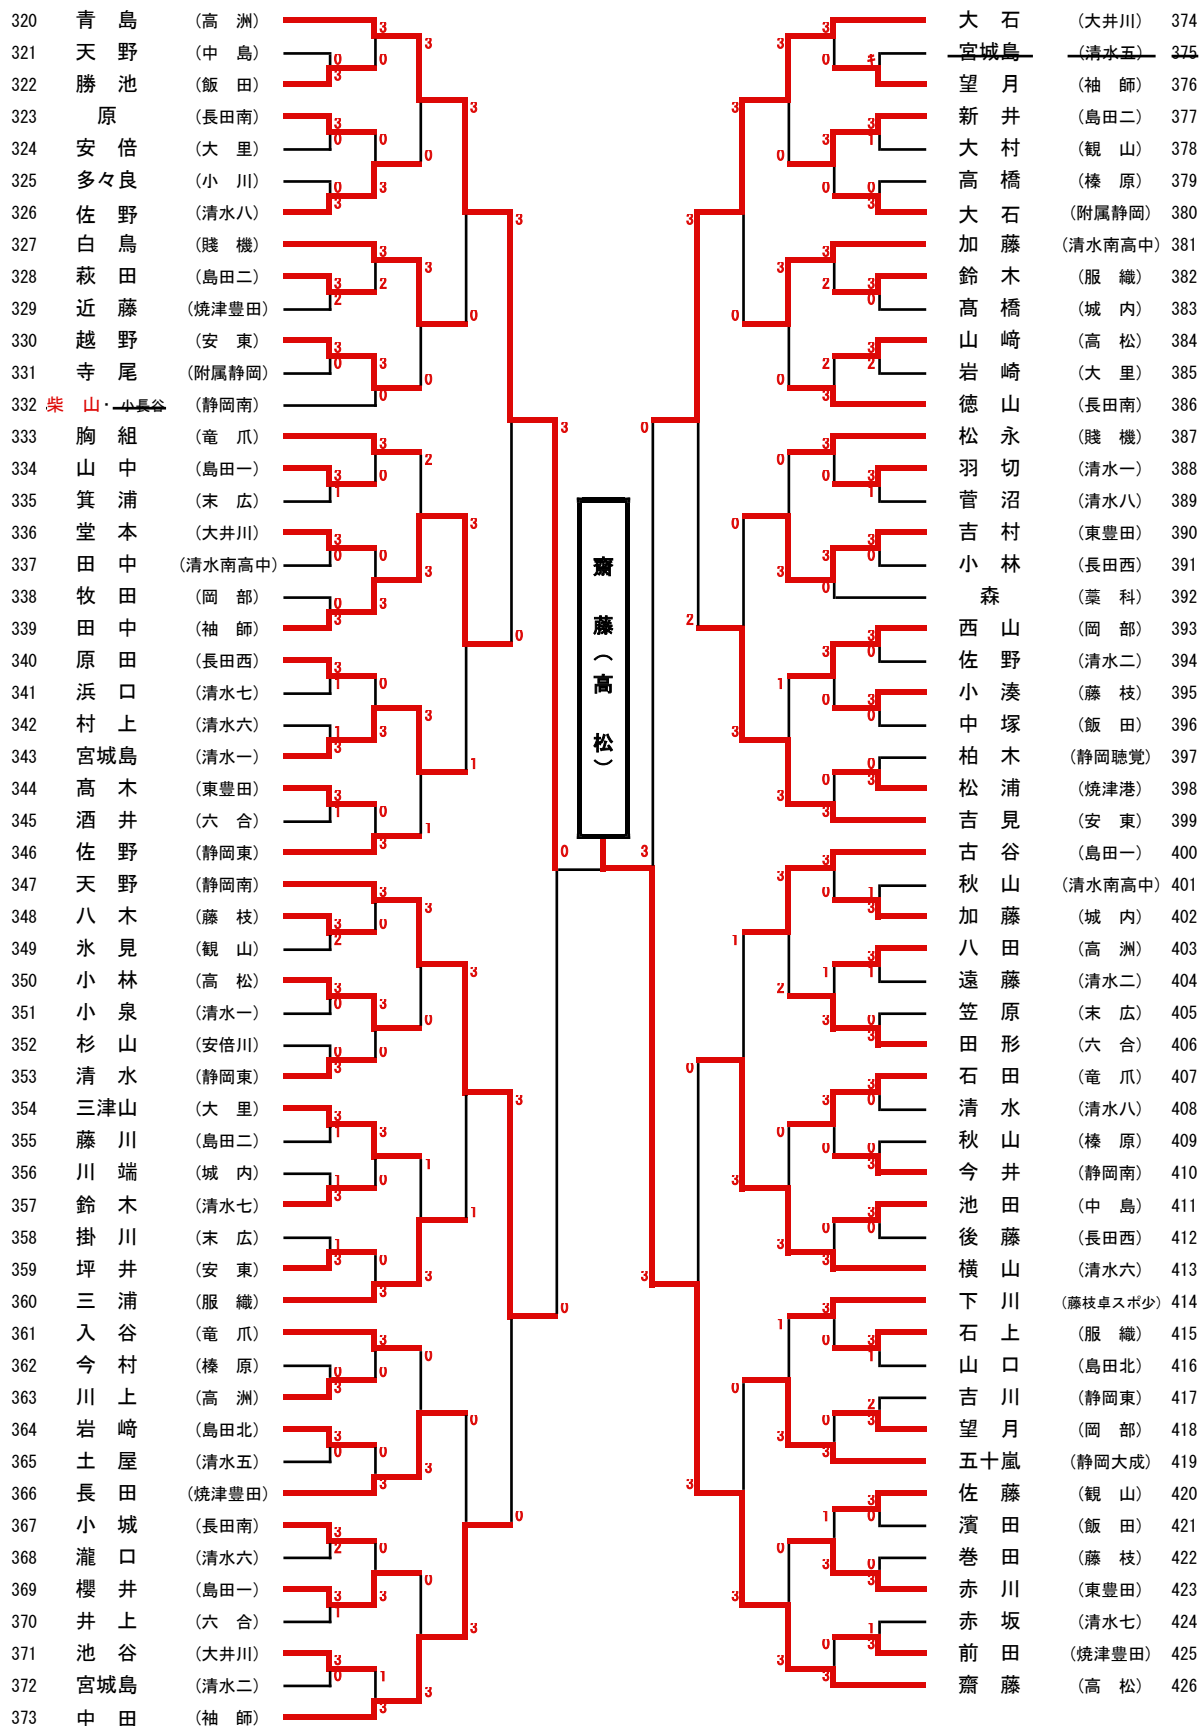 320 青島 (高洲)
321 天野 (中島)
322 勝池 (飯田)
323 原 (長田南)
324 安倍 (大里)
325 多々良 (小川)
326 佐野 (清水八)
327 白鳥 (賤機)
328 萩田 (島田二)
329 近藤 (焼津豊田)
330 越野 (安東)
331 寺尾 (附属静岡)
332 柴山・小長谷 (静岡南)
333 胸組 (竜爪)
334 山中 (島田一)
335 箕浦 (末広)
336 堂本 (大井川)
337 田中 (清水南高中)
338 牧田 (岡部)
339 田中 (袖師)
340 原田 (長田西)
341 浜口 (清水七)
342 村上 (清水六)
343 宮城島 (清水一)
344 髙木 (東豊田)
345 酒井 (六合)
346 佐野 (静岡東)
347 天野 (静岡南)
348 八木 (藤枝)
349 氷見 (観山)
350 小林 (高松)
351 小泉 (清水一)
352 杉山 (安倍川)
353 清水 (静岡東)
354 三津山 (大里)
355 藤川 (島田二)
356 川端 (城内)
357 鈴木 (清水七)
358 掛川 (末広)
359 坪井 (安東)
360 三浦 (服織)
361 入谷 (竜爪)
362 今村 (榛原)
363 川上 (高洲)
364 岩﨑 (島田北)
365 土屋 (清水五)
366 長田 (焼津豊田)
367 小城 (長田南)
368 瀧口 (清水六)
369 櫻井 (島田一)
370 井上 (六合)
371 池谷 (大井川)
372 宮城島 (清水二)
373 中田 (袖師)
齋藤(高松)
大石 (大井川) 374
宮城島 (清水五) 375
望月 (袖師) 376
新井 (島田二) 377
大村 (観山) 378
高橋 (榛原) 379
大石 (附属静岡) 380
加藤 (清水南高中) 381
鈴木 (服織) 382
髙橋 (城内) 383
山﨑 (高松) 384
岩崎 (大里) 385
徳山 (長田南) 386
松永 (賤機) 387
羽切 (清水一) 388
菅沼 (清水八) 389
吉村 (東豊田) 390
小林 (長田西) 391
森 (藁科) 392
西山 (岡部) 393
佐野 (清水二) 394
小湊 (藤枝) 395
中塚 (飯田) 396
柏木 (静岡聴覚) 397
松浦 (焼津港) 398
吉見 (安東) 399
古谷 (島田一) 400
秋山 (清水南高中) 401
加藤 (城内) 402
八田 (高洲) 403
遠藤 (清水二) 404
笠原 (末広) 405
田形 (六合) 406
石田 (竜爪) 407
清水 (清水八) 408
秋山 (榛原) 409
今井 (静岡南) 410
池田 (中島) 411
後藤 (長田西) 412
横山 (清水六) 413
下川 (藤枝卓スポ少) 414
石上 (服織) 415
山口 (島田北) 416
吉川 (静岡東) 417
望月 (岡部) 418
五十嵐 (静岡大成) 419
佐藤 (観山) 420
濱田 (飯田) 421
巻田 (藤枝) 422
赤川 (東豊田) 423
赤坂 (清水七) 424
前田 (焼津豊田) 425
齋藤 (高松) 426